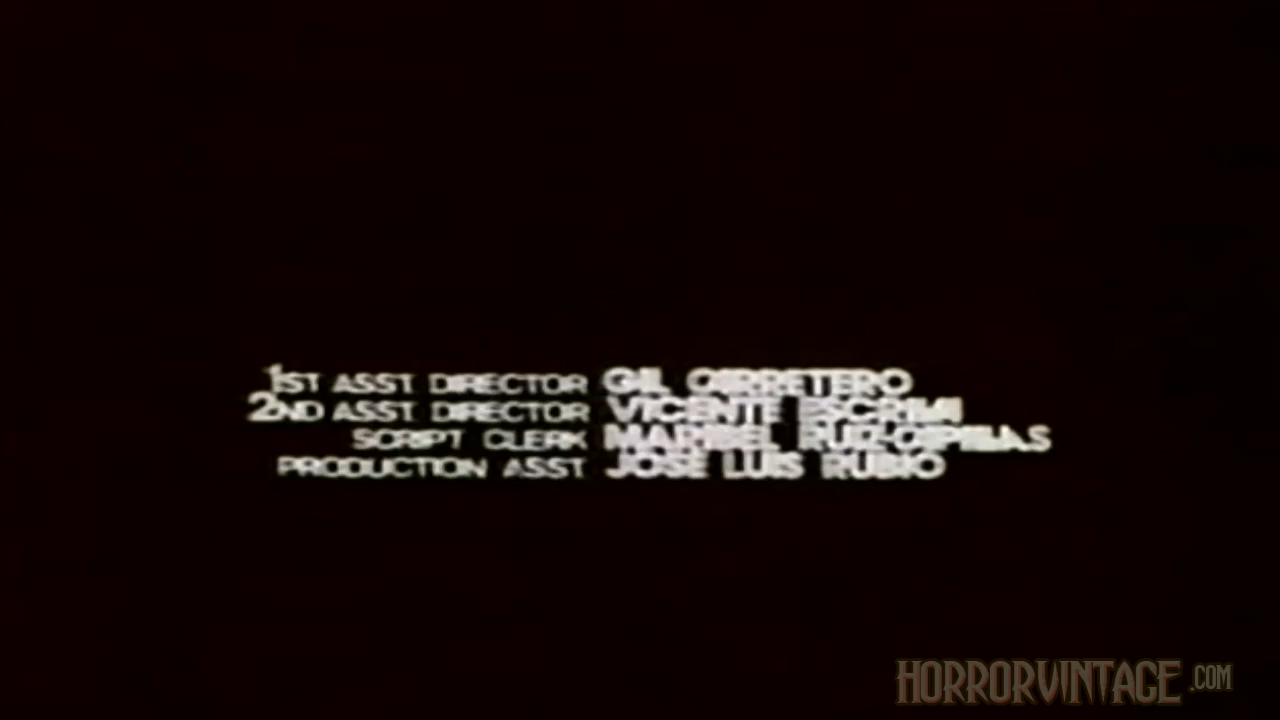 1ST ASST DIRECTOR GIL CARRETERO
2ND ASST DIRECTOR VICENTE ESCRIVA
SCRIPT CLERK MARIBEL
PRODUCTION ASST JOSE LUIS RUBIO
HORRORVINTAGE.COM